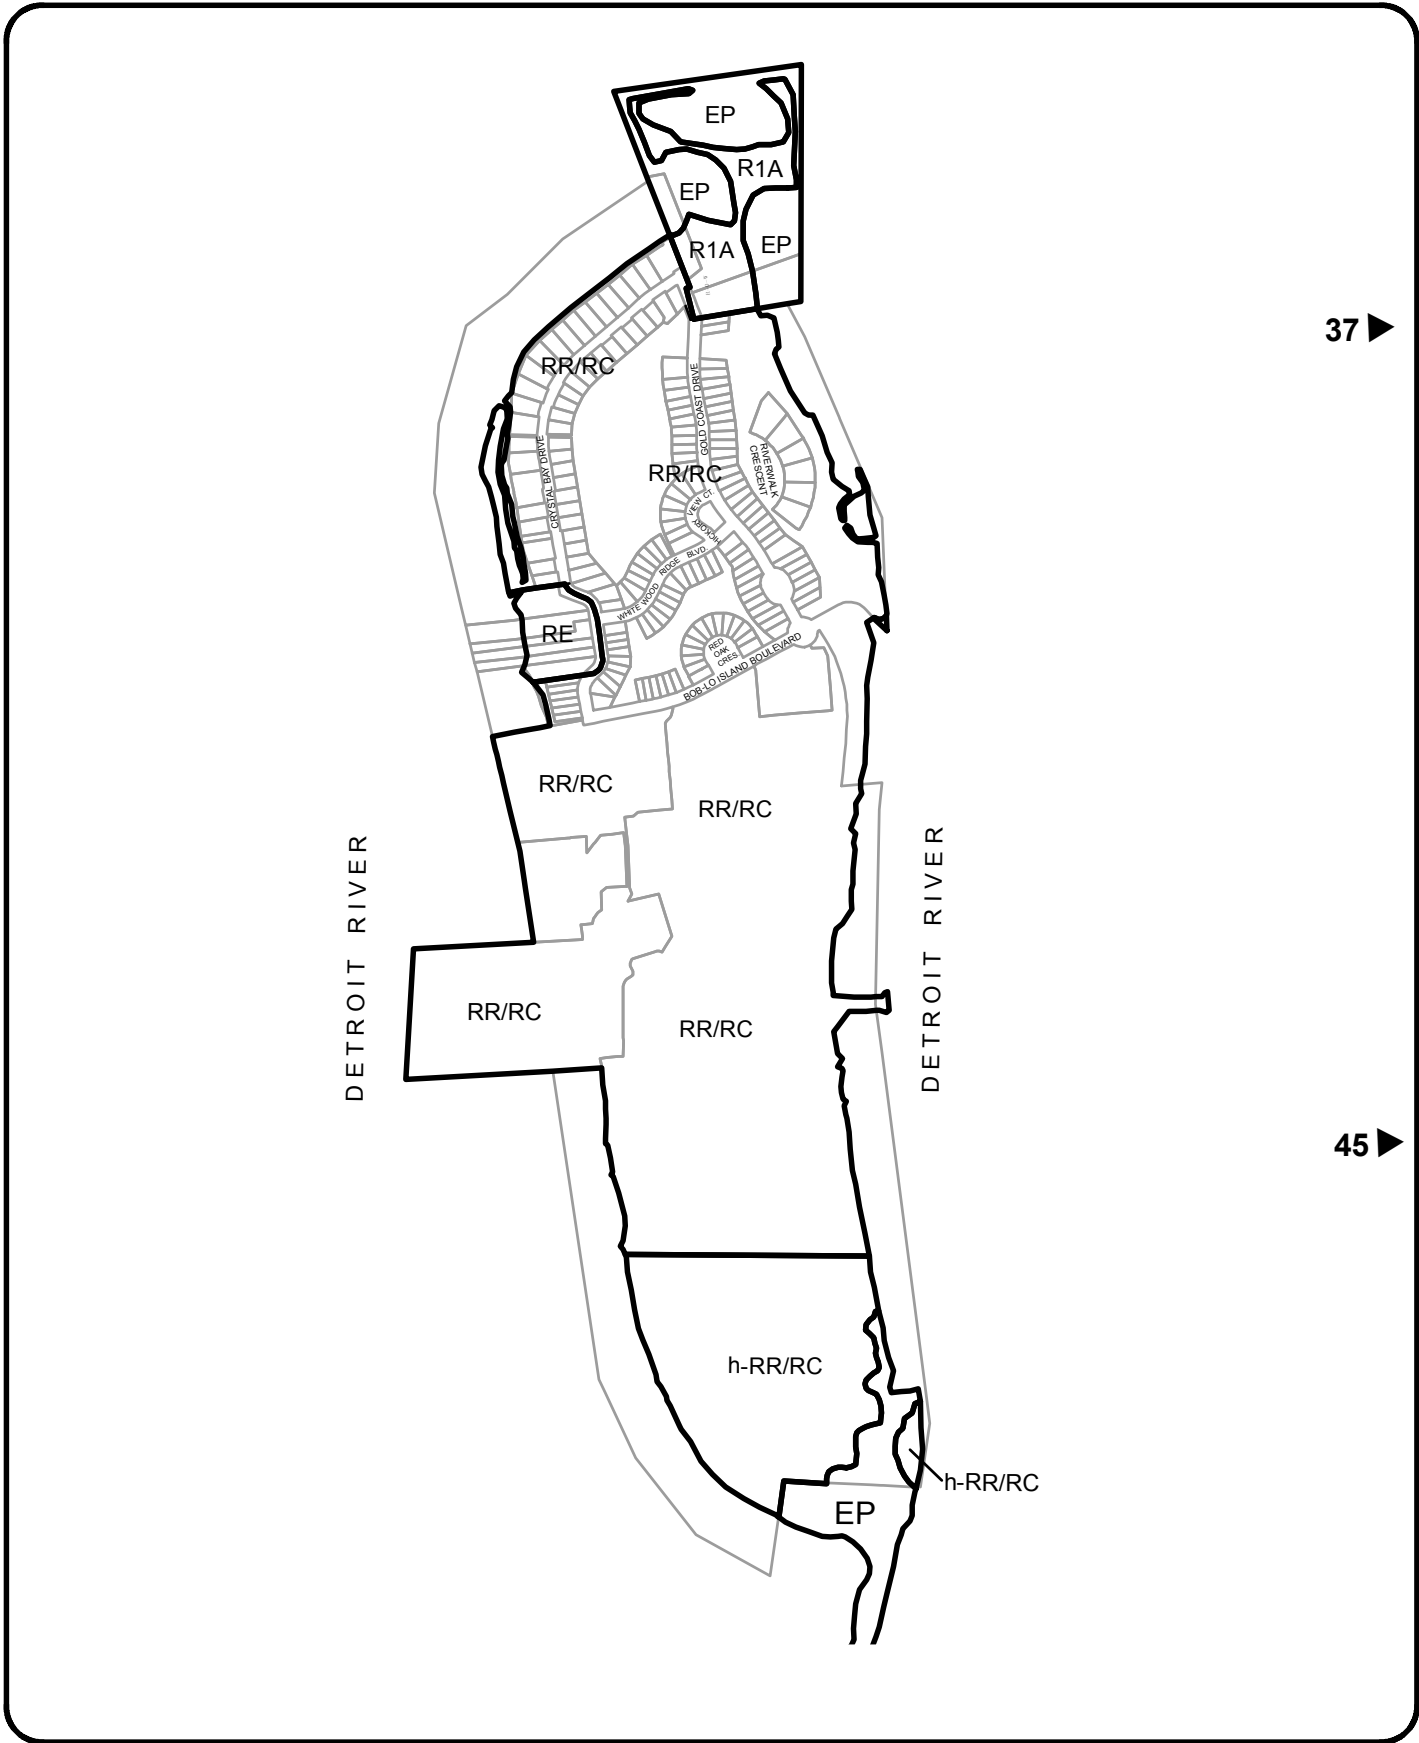 EP
R1A
EP
EP
R1A
37
RR/RC
GOLD COAST DRIVE
RIVERWALK
CRESCENT
CRYSTAL BAY DRIVE
RR/RC
HICKORY
VIEW CT.
WHITE WOOD RIDGE BLVD.
RE
RED
OAK
CRES.
BOB-LO ISLAND BOULEVARD
RR/RC
RR/RC
DETROIT RIVER
DETROIT RIVER
RR/RC
RR/RC
45
h-RR/RC
h-RR/RC
EP